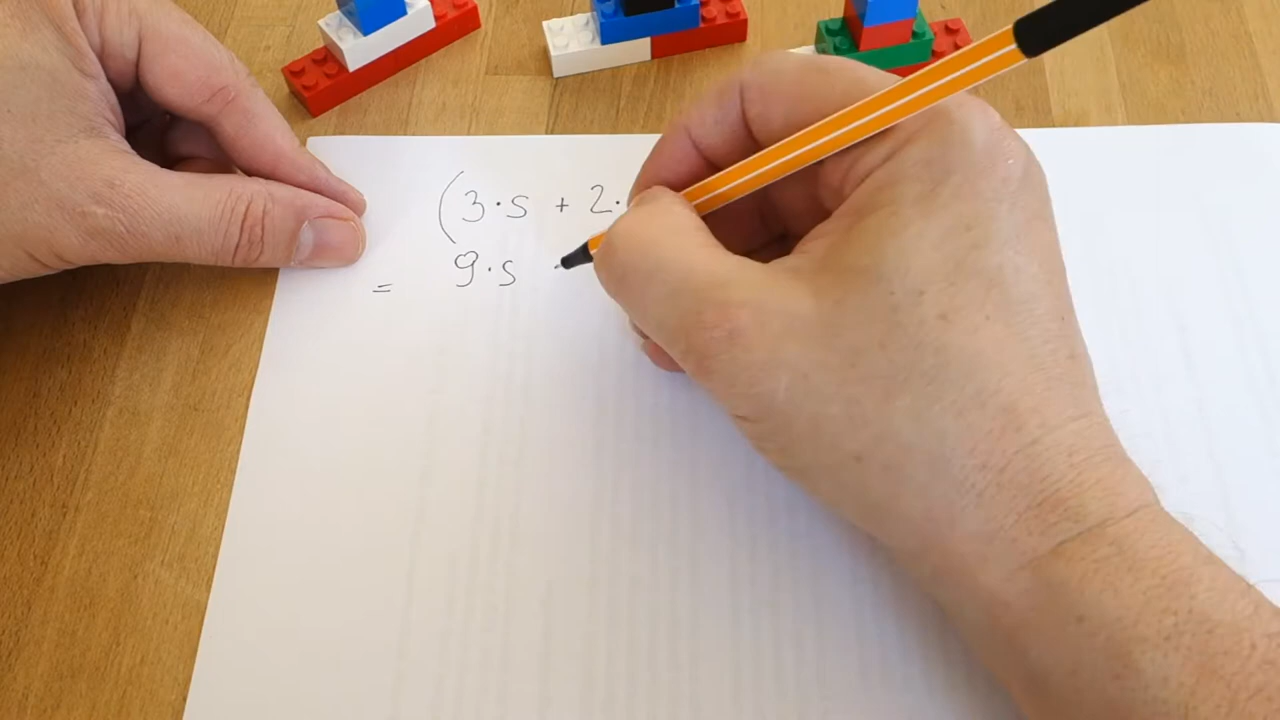 (3·s + 2·
= 9·s